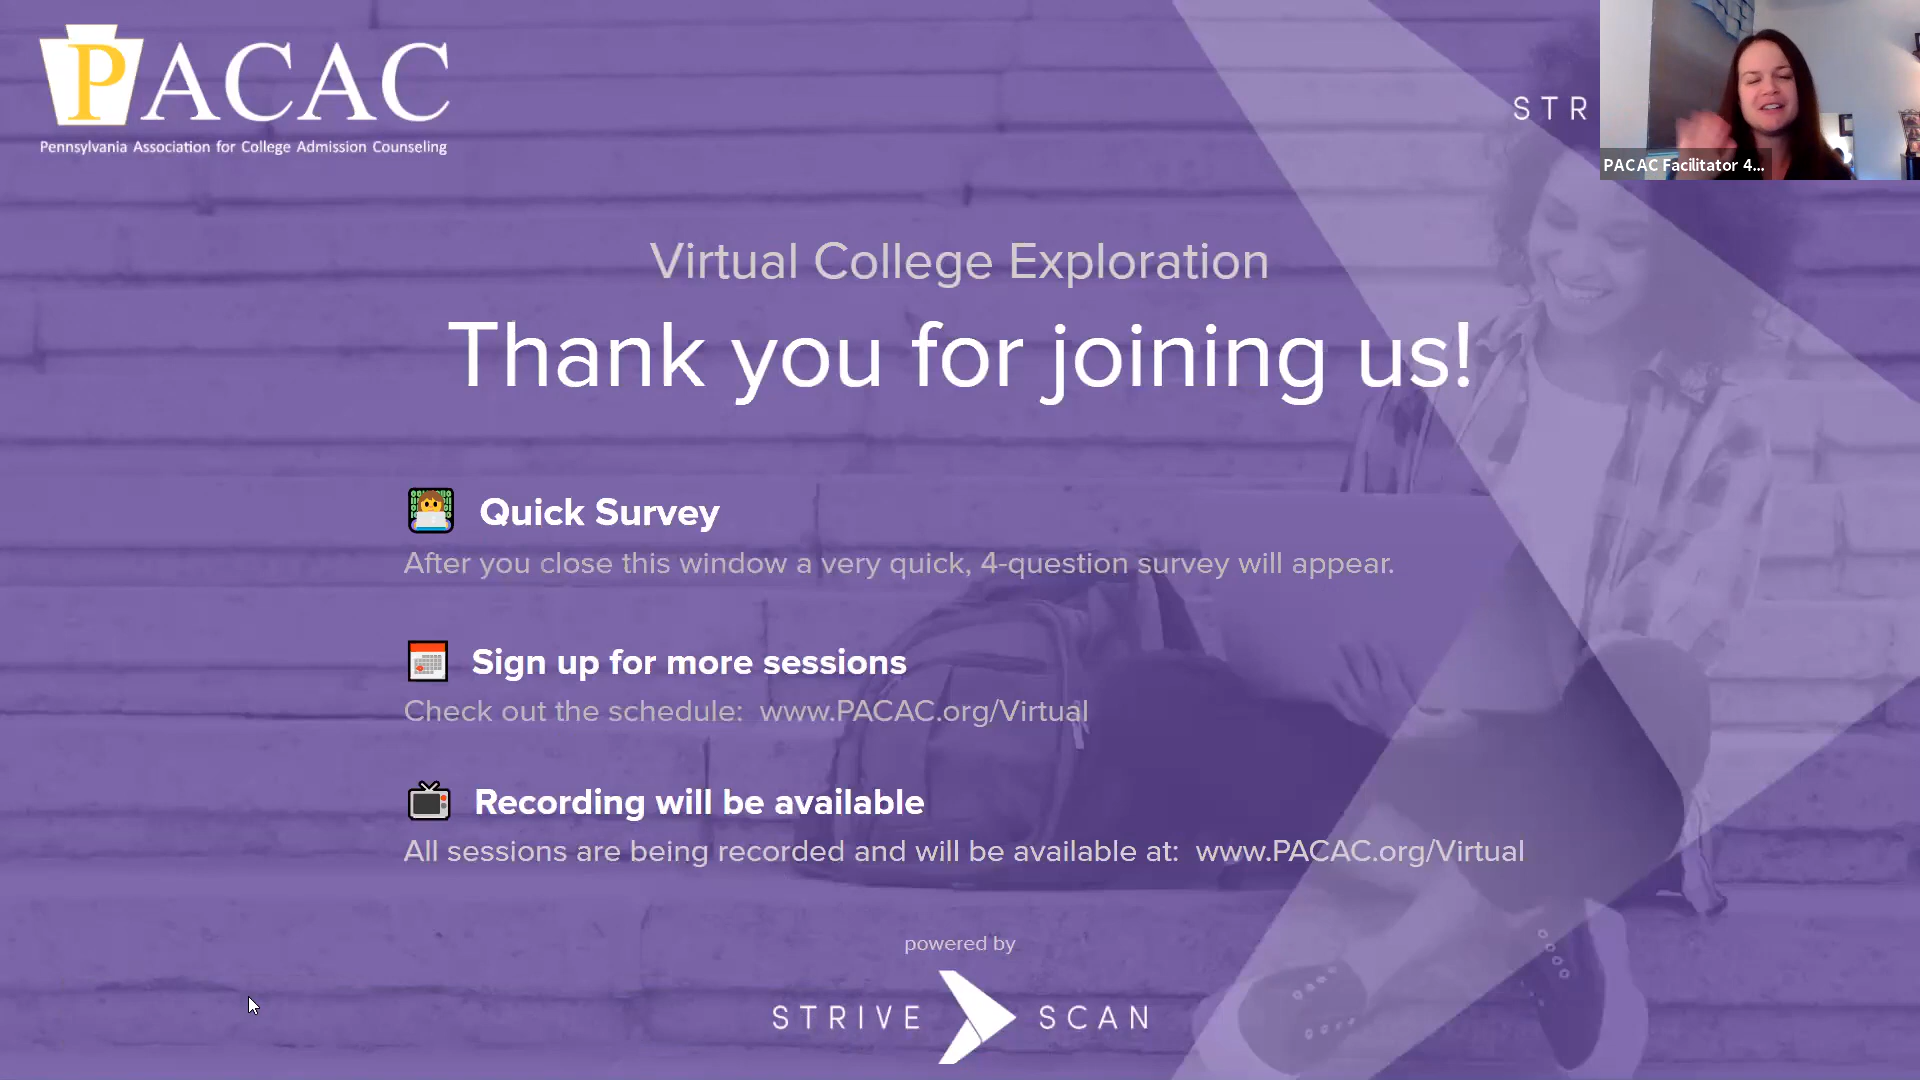 PACAC
Pennsylvania Association for College Admission Counseling
STR
PACAC Facilitator 4...
Virtual College Exploration
Thank you for joining us!
Quick Survey
After you close this window a very quick, 4-question survey will appear.
Sign up for more sessions
Check out the schedule: www.PACAC.org/Virtual
Recording will be available
All sessions are being recorded and will be available at: www.PACAC.org/Virtual
powered by
STRIVE SCAN